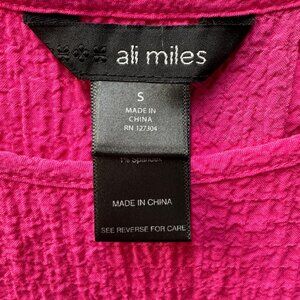 ali miles
S
MADE IN
CHINA
RN 127304
1% Spandex
MADE IN CHINA
SEE REVERSE FOR CARE